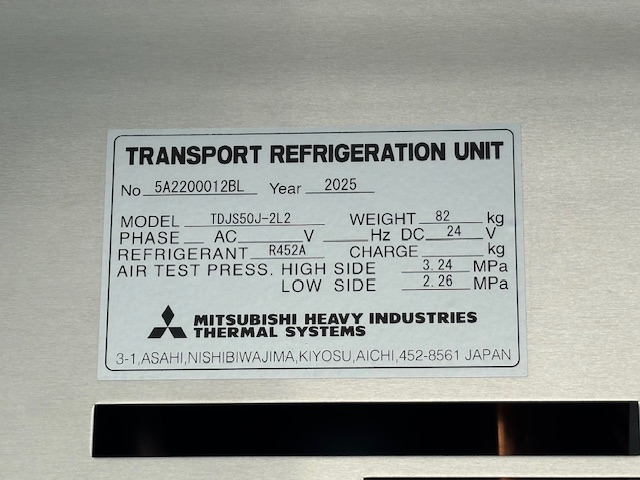 TRANSPORT REFRIGERATION UNIT
No 5A2200012BL Year 2025
MODEL TDJS50J-2L2 WEIGHT 82 kg
PHASE AC V Hz DC 24 V
REFRIGERANT R452A CHARGE kg
AIR TEST PRESS. HIGH SIDE 3.24 MPa
LOW SIDE 2.26 MPa
MITSUBISHI HEAVY INDUSTRIES
THERMAL SYSTEMS
3-1,ASAHI,NISHIBIWAJIMA,KIYOSU,AICHI,452-8561 JAPAN